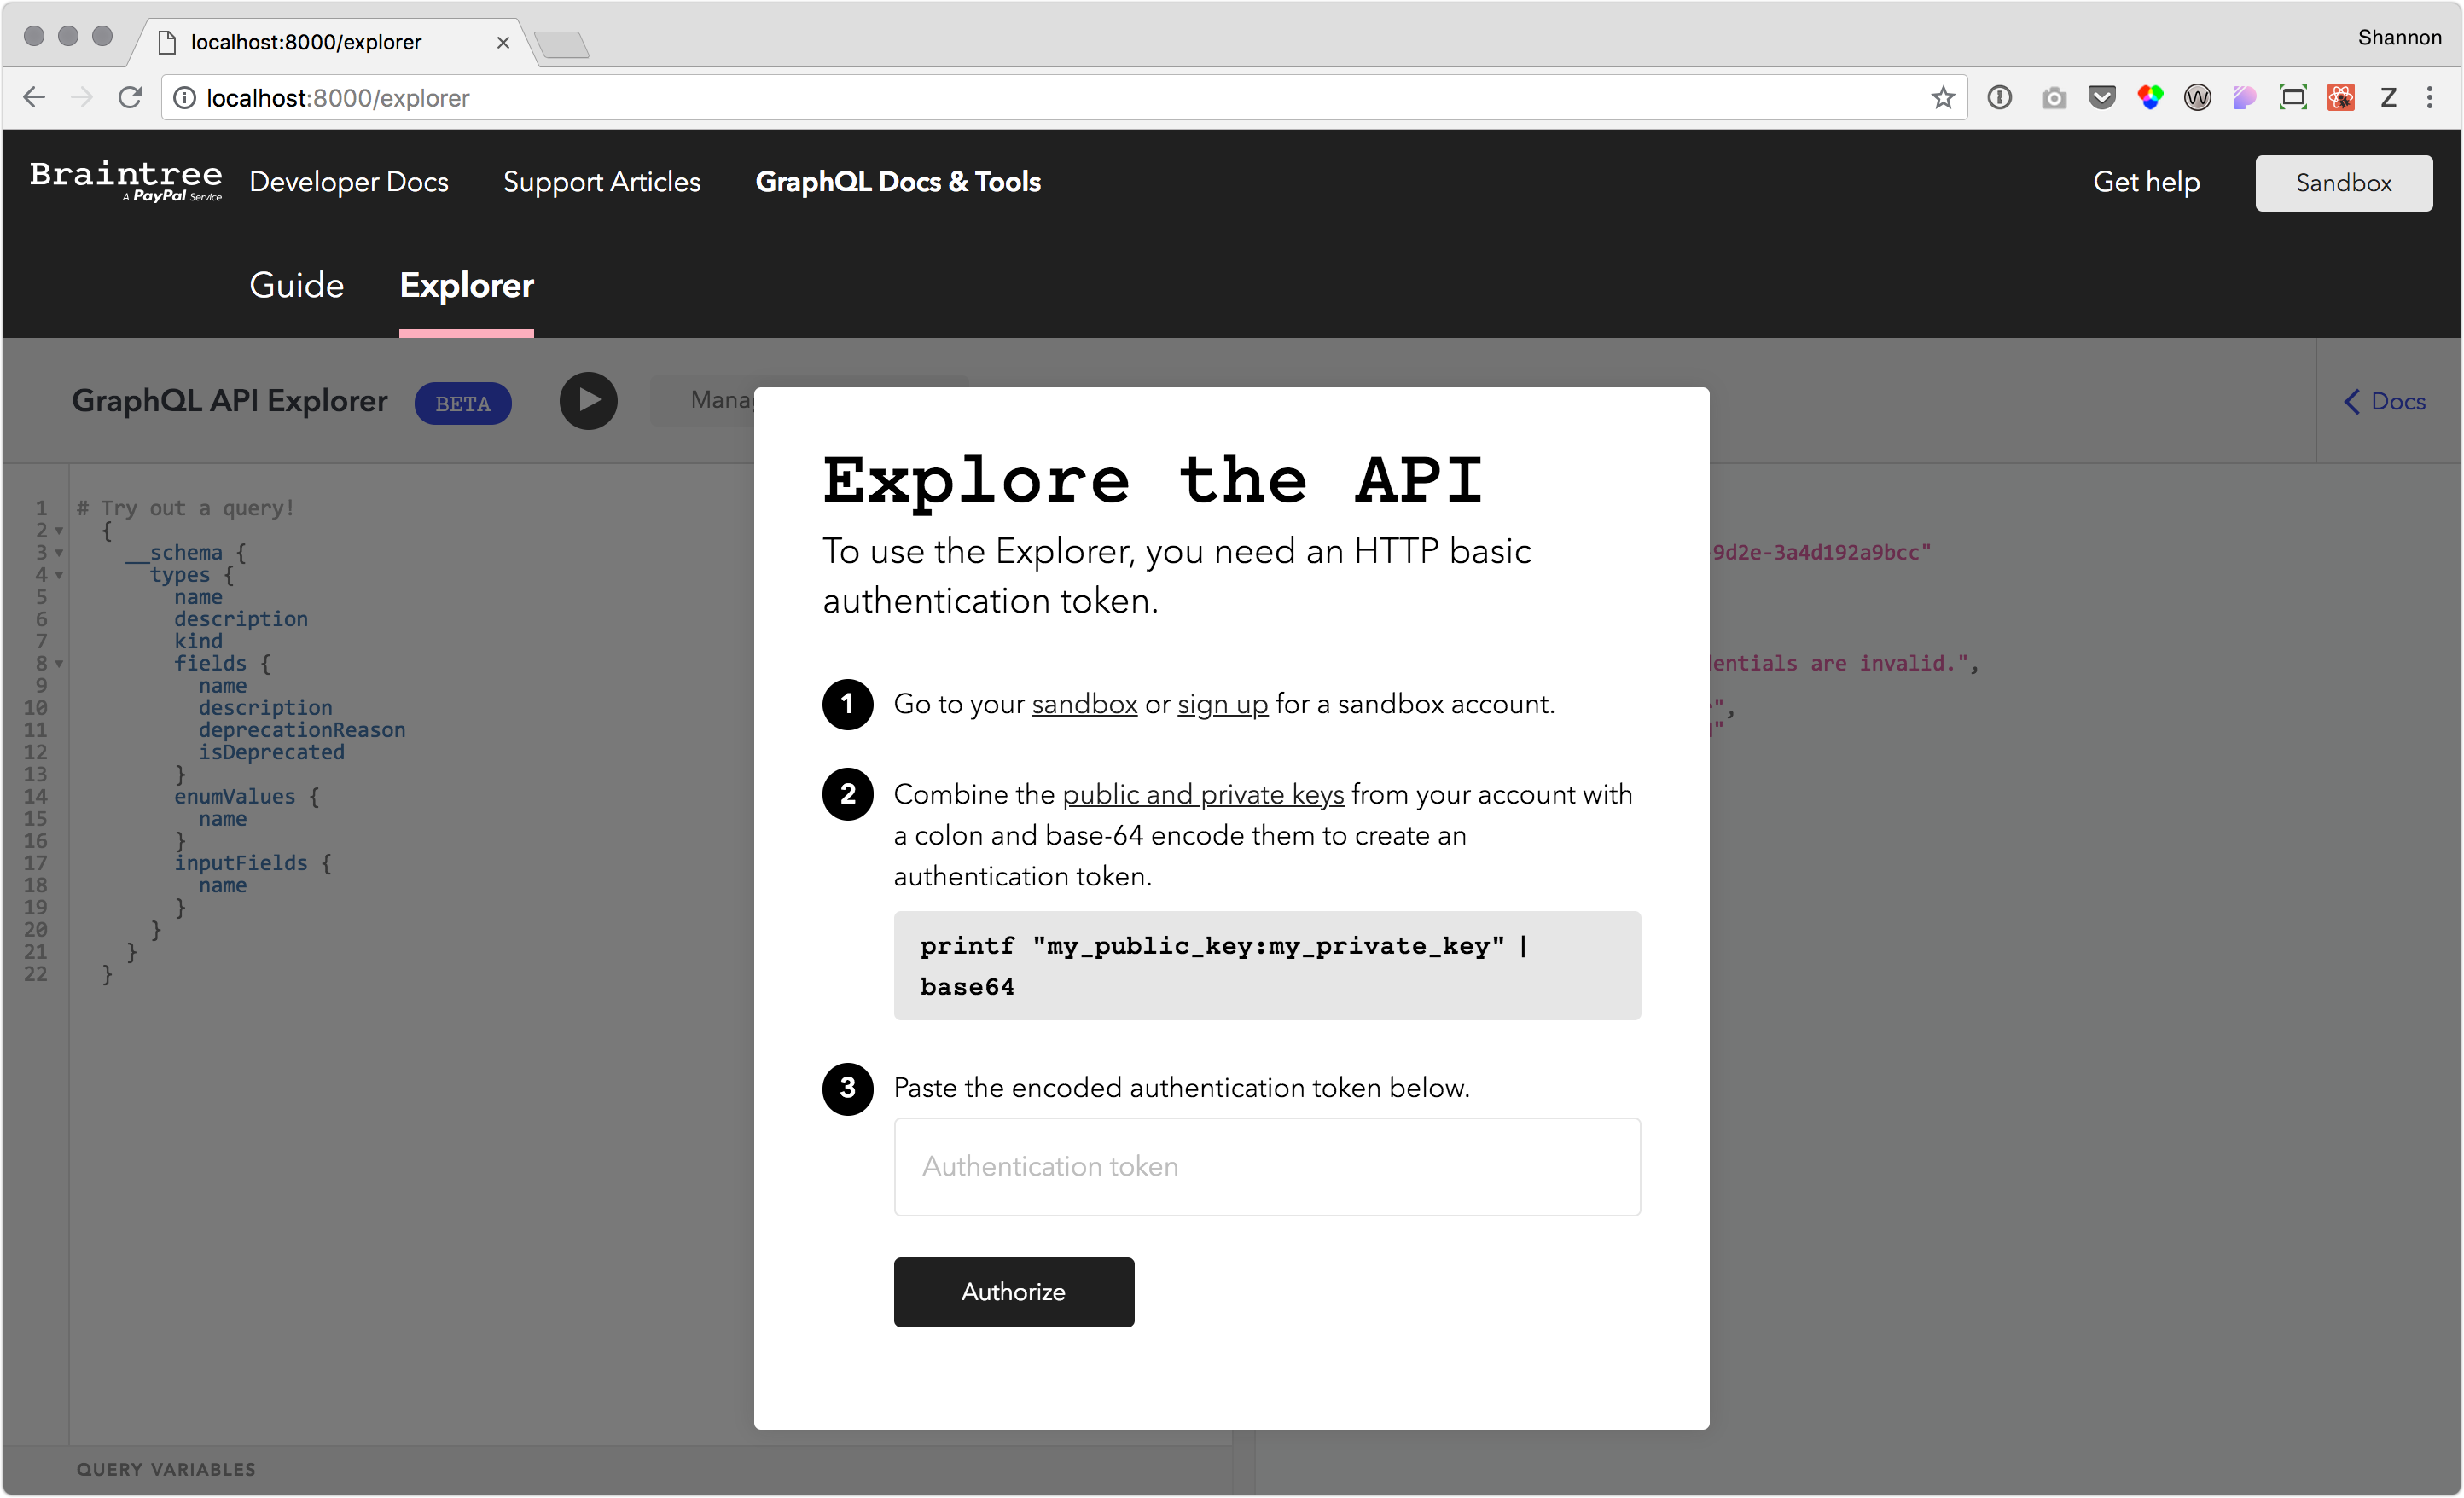 localhost:8000/explorer
Shannon
localhost:8000/explorer
Braintree
A PayPal Service
Developer Docs
Support Articles
GraphQL Docs & Tools
Get help
Sandbox
Guide
Explorer
GraphQL API Explorer
BETA
Docs
1 # Try out a query!
2 {
3 __schema {
4 types {
5 name
6 description
7 kind
8 fields {
9 name
10 description
11 deprecationReason
12 isDeprecated
13 }
14 enumValues {
15 name
16 }
17 inputFields {
18 name
19 }
20 }
21 }
22 }
QUERY VARIABLES
Explore the API
To use the Explorer, you need an HTTP basic
authentication token.
1 Go to your sandbox or sign up for a sandbox account.
2 Combine the public and private keys from your account with
a colon and base-64 encode them to create an
authentication token.
printf "my_public_key:my_private_key" |
base64
3 Paste the encoded authentication token below.
Authentication token
Authorize
9d2e-3a4d192a9bcc"
are invalid.",
",
"